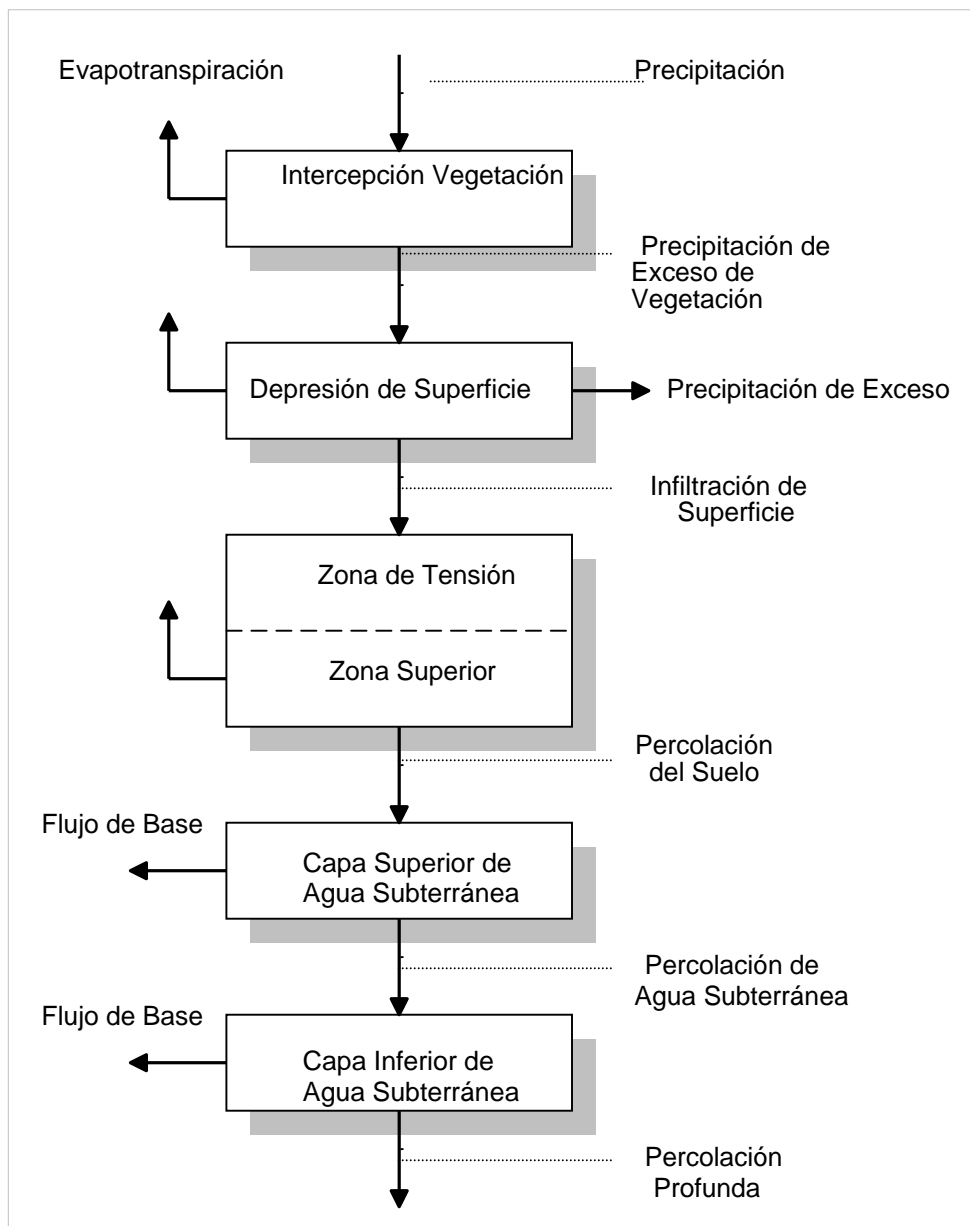 Evapotranspiración
Precipitación
Intercepción Vegetación
Precipitación de
Exceso de
Vegetación
Depresión de Superficie
Precipitación de Exceso
Infiltración de
Superficie
Zona de Tensión
Zona Superior
Percolación
del Suelo
Flujo de Base
Capa Superior de
Agua Subterránea
Percolación de
Agua Subterránea
Flujo de Base
Capa Inferior de
Agua Subterránea
Percolación
Profunda